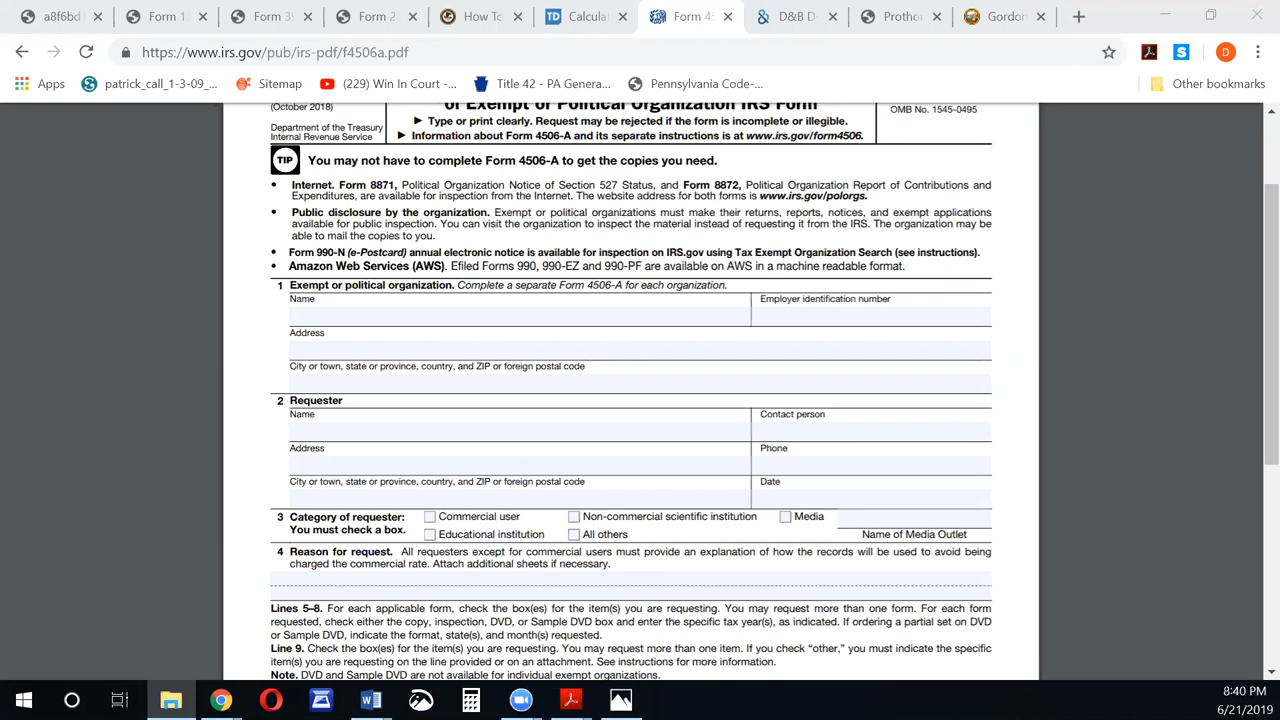 a8f6bd
Form 1
Form 39
Form 2
How To
TD Calculat
Form 45
D&B D
Prothon
Gordon
https://www.irs.gov/pub/irs-pdf/f4506a.pdf
D
Apps
patrick_call_1-3-09_...
Sitemap
(229) Win In Court -...
Title 42 - PA Genera...
Pennsylvania Code-...
Other bookmarks
(October 2018)
Department of the Treasury
Internal Revenue Service
of Exempt or Political Organization IRS Form
▶ Type or print clearly. Request may be rejected if the form is incomplete or illegible.
▶ Information about Form 4506-A and its separate instructions is at www.irs.gov/form4506.
OMB No. 1545-0495
TIP You may not have to complete Form 4506-A to get the copies you need.
• Internet. Form 8871, Political Organization Notice of Section 527 Status, and Form 8872, Political Organization Report of Contributions and
Expenditures, are available for inspection from the Internet. The website address for both forms is www.irs.gov/polorgs.
• Public disclosure by the organization. Exempt or political organizations must make their returns, reports, notices, and exempt applications
available for public inspection. You can visit the organization to inspect the material instead of requesting it from the IRS. The organization may be
able to mail the copies to you.
• Form 990-N (e-Postcard) annual electronic notice is available for inspection on IRS.gov using Tax Exempt Organization Search (see instructions).
• Amazon Web Services (AWS). Efiled Forms 990, 990-EZ and 990-PF are available on AWS in a machine readable format.
1 Exempt or political organization. Complete a separate Form 4506-A for each organization.
Name
Employer identification number
Address
City or town, state or province, country, and ZIP or foreign postal code
2 Requester
Name
Contact person
Address
Phone
City or town, state or province, country, and ZIP or foreign postal code
Date
3 Category of requester: Commercial user Non-commercial scientific institution Media
You must check a box. Educational institution All others Name of Media Outlet
4 Reason for request. All requesters except for commercial users must provide an explanation of how the records will be used to avoid being
charged the commercial rate. Attach additional sheets if necessary.
Lines 5–8. For each applicable form, check the box(es) for the item(s) you are requesting. You may request more than one form. For each form
requested, check either the copy, inspection, DVD, or Sample DVD box and enter the specific tax year(s), as indicated. If ordering a partial set on DVD
or Sample DVD, indicate the format, state(s), and month(s) requested.
Line 9. Check the box(es) for the item(s) you are requesting. You may request more than one item. If you check “other,” you must indicate the specific
item(s) you are requesting on the line provided or on an attachment. See instructions for more information.
Note. DVD and Sample DVD are not available for individual exempt organizations.
8:40 PM
6/21/2019